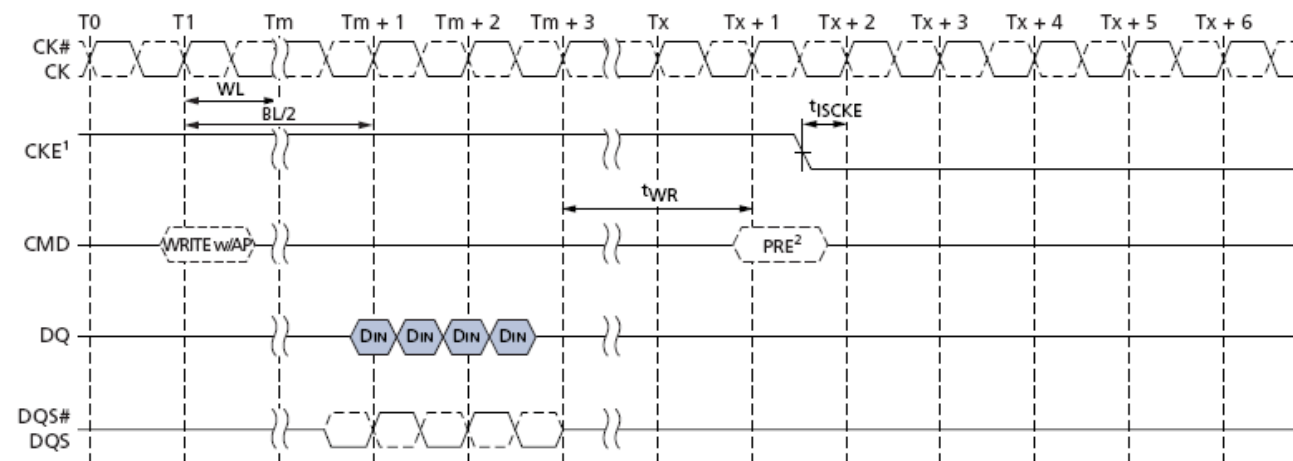 T0 T1 Tm Tm + 1 Tm + 2 Tm + 3 Tx Tx + 1 Tx + 2 Tx + 3 Tx + 4 Tx + 5 Tx + 6
CK#
CK
WL
BL/2
tISCKE
CKE1
tWR
CMD WRITE w/AP PRE2
DQ DIN DIN DIN DIN
DQS#
DQS